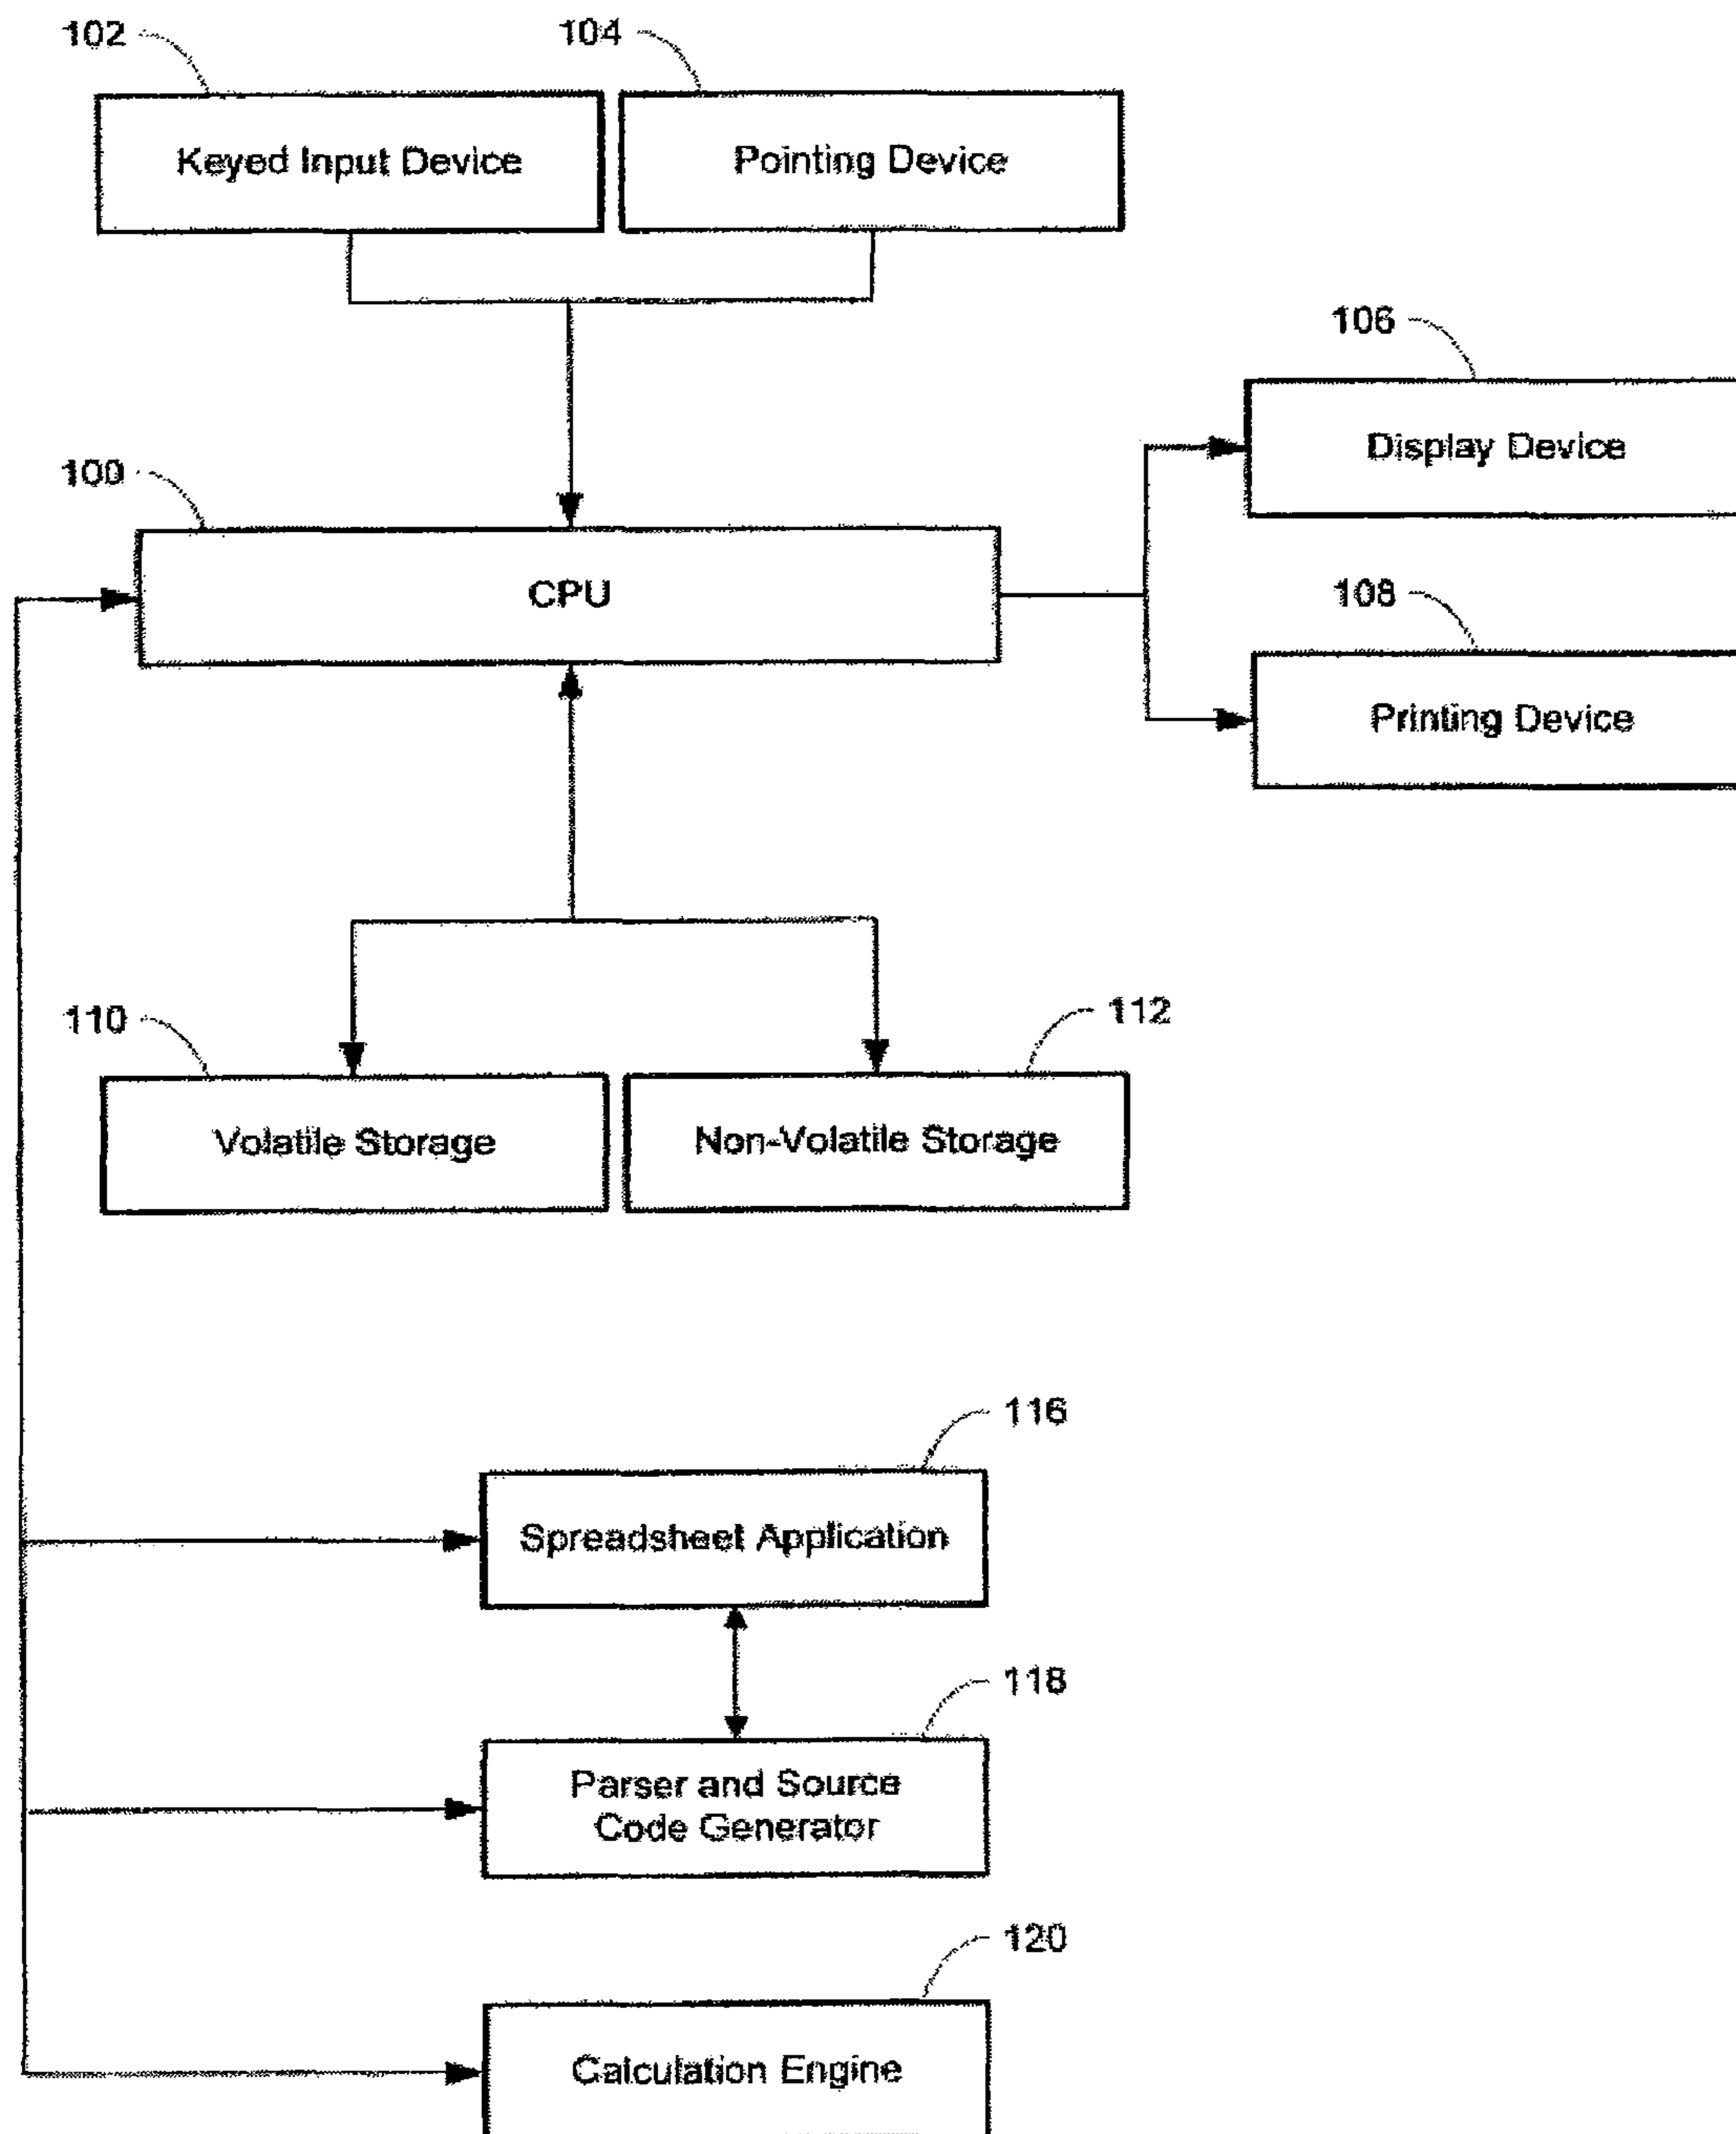 102
104
Keyed Input Device
Pointing Device
106
Display Device
100
CPU
108
Printing Device
110
112
Volatile Storage
Non-Volatile Storage
116
Spreadsheet Application
118
Parser and Source
Code Generator
120
Calculation Engine